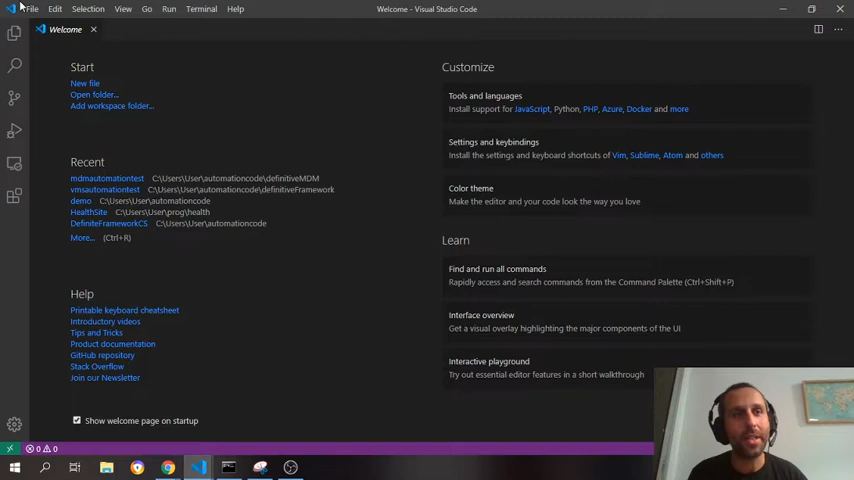 File Edit Selection View Go Run Terminal Help
Welcome - Visual Studio Code
Welcome
Start
New file
Open folder...
Add workspace folder...
Recent
mdmautomationtest C:\Users\User\automationcode\definitiveMDM
vmsautomationtest C:\Users\User\automationcode\definitiveFramework
demo C:\Users\User\automationcode
HealthSite C:\Users\User\prog\health
DefiniteFrameworkCS C:\Users\User\automationcode
More... (Ctrl+R)
Help
Printable keyboard cheatsheet
Introductory videos
Tips and Tricks
Product documentation
GitHub repository
Stack Overflow
Join our Newsletter
Show welcome page on startup
Customize
Tools and languages
Install support for JavaScript, Python, PHP, Azure, Docker and more
Settings and keybindings
Install the settings and keyboard shortcuts of Vim, Sublime, Atom and others
Color theme
Make the editor and your code look the way you love
Learn
Find and run all commands
Rapidly access and search commands from the Command Palette (Ctrl+Shift+P)
Interface overview
Get a visual overlay highlighting the major components of the UI
Interactive playground
Try out essential editor features in a short walkthrough
0 0